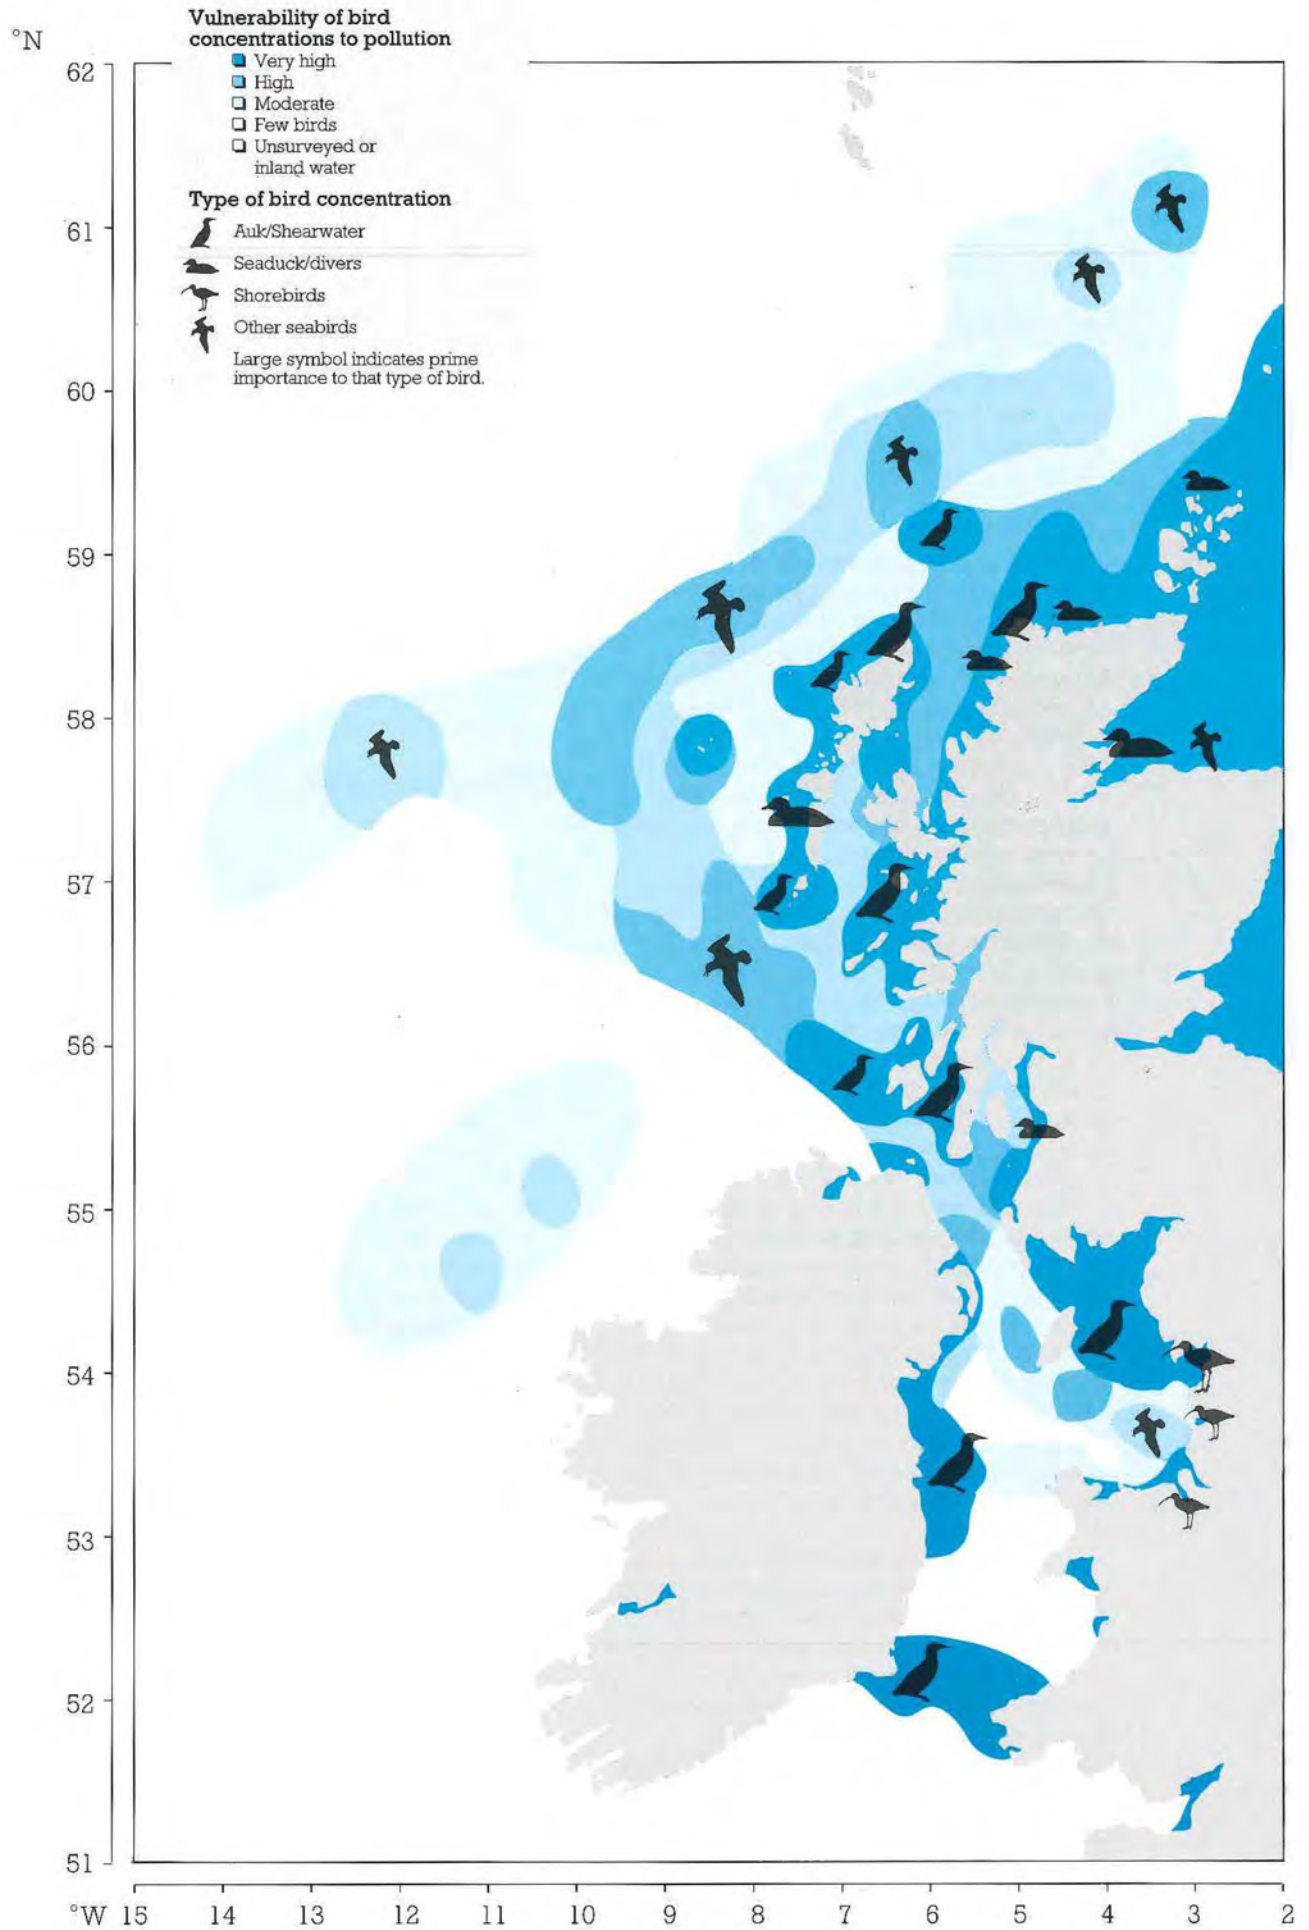 Vulnerability of bird
concentrations to pollution
Very high
High
Moderate
Few birds
Unsurveyed or
inland water
Type of bird concentration
Auk/Shearwater
Seaduck/divers
Shorebirds
Other seabirds
Large symbol indicates prime
importance to that type of bird.
°N
62
61
60
59
58
57
56
55
54
53
52
51
°W 15 14 13 12 11 10 9 8 7 6 5 4 3 2